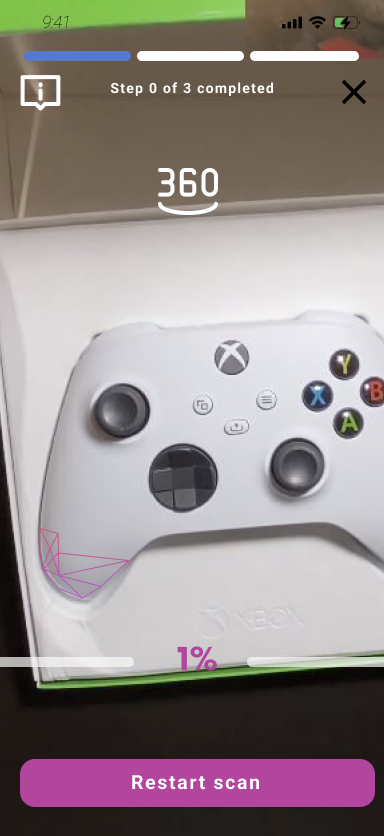 9:41
Step 0 of 3 completed
360
Y
X
B
A
XBOX
1%
Restart scan